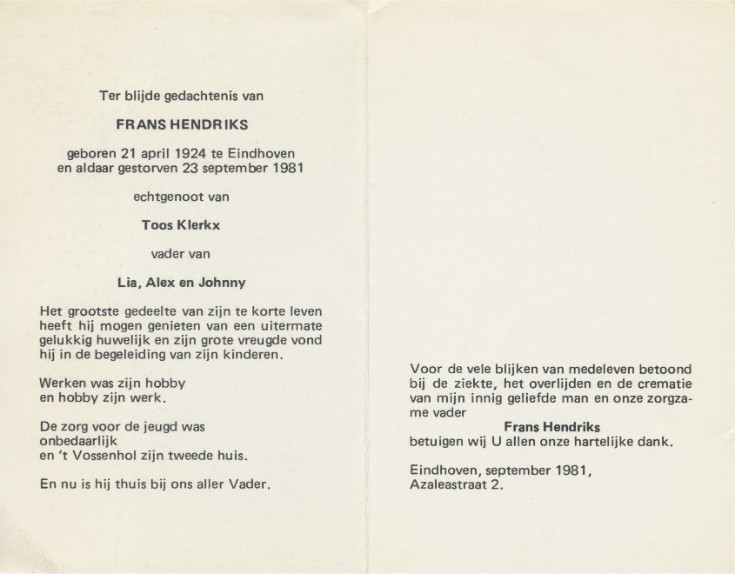 Ter blijde gedachtenis van
FRANS HENDRIKS
geboren 21 april 1924 te Eindhoven
en aldaar gestorven 23 september 1981
echtgenoot van
Toos Klerkx
vader van
Lia, Alex en Johnny
Het grootste gedeelte van zijn te korte leven
heeft hij mogen genieten van een uitermate
gelukkig huwelijk en zijn grote vreugde vond
hij in de begeleiding van zijn kinderen.
Werken was zijn hobby
en hobby zijn werk.
De zorg voor de jeugd was
onbedaarlijk
en 't Vossenhol zijn tweede huis.
En nu is hij thuis bij ons aller Vader.
Voor de vele blijken van medeleven betoond
bij de ziekte, het overlijden en de crematie
van mijn innig geliefde man en onze zorgza-
me vader
Frans Hendriks
betuigen wij U allen onze hartelijke dank.
Eindhoven, september 1981,
Azaleastraat 2.